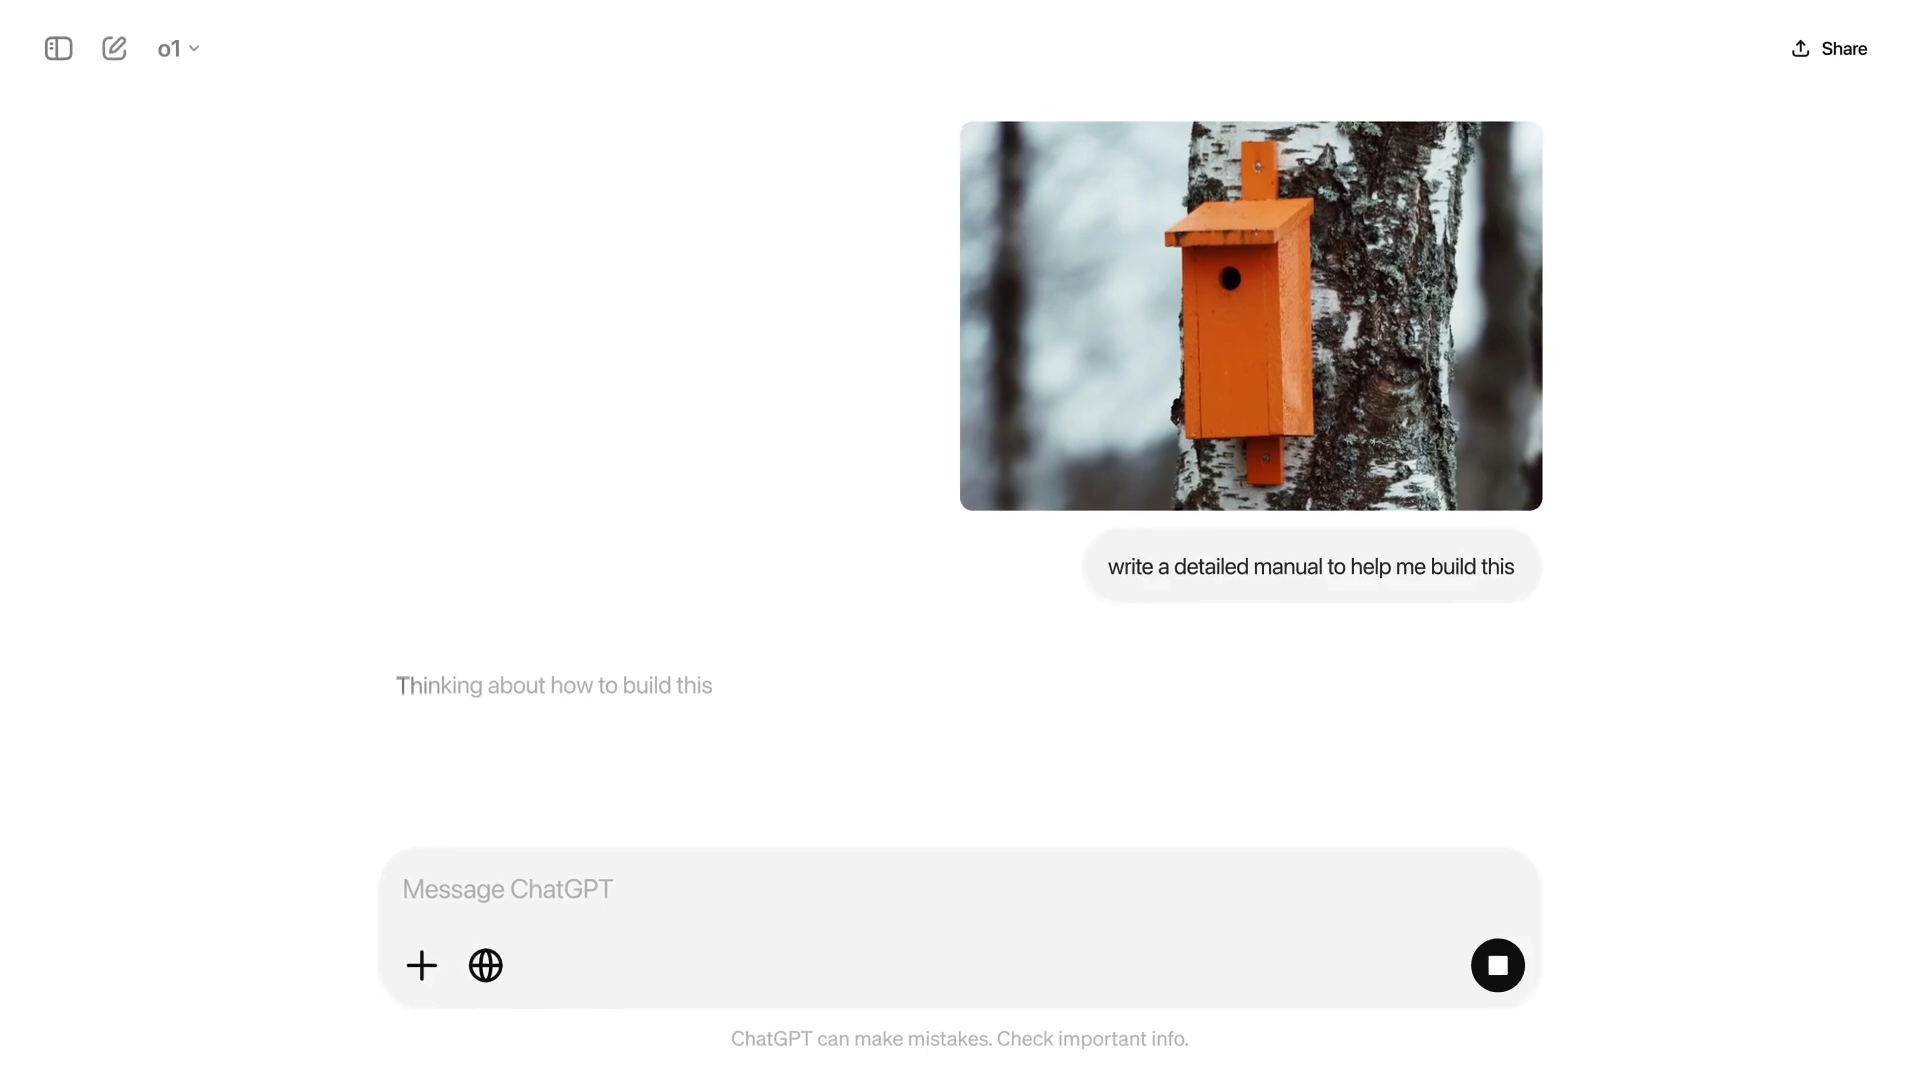 o1
Share
write a detailed manual to help me build this
Thinking about how to build this
Message ChatGPT
ChatGPT can make mistakes. Check important info.